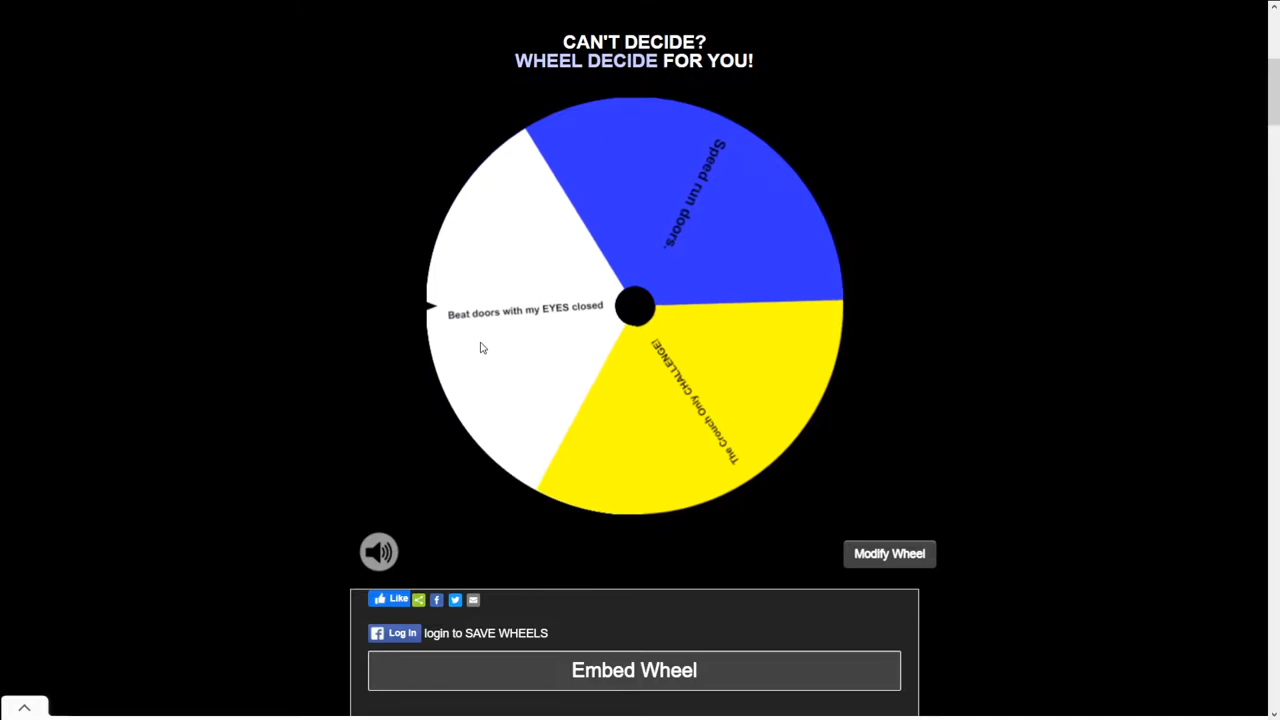 CAN'T DECIDE?
WHEEL DECIDE FOR YOU!
Speed run doors.
Beat doors with my EYES closed
The Crouch Only CHALLENGE!
Modify Wheel
Like
Log In login to SAVE WHEELS
Embed Wheel